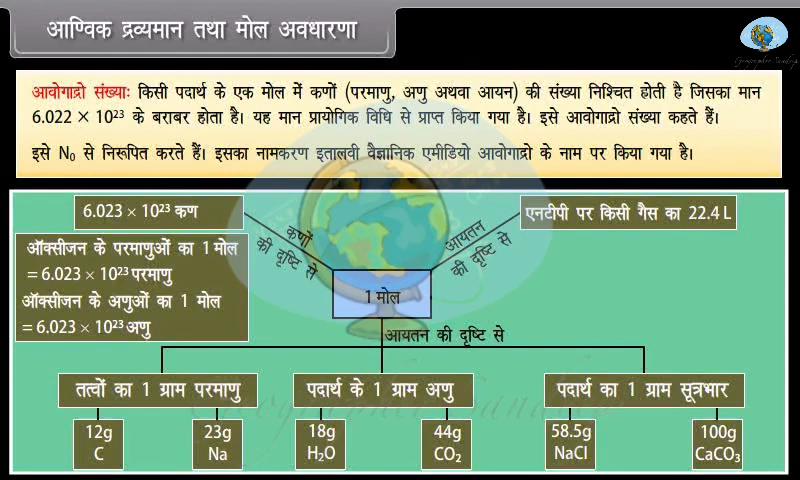 आण्विक द्रव्यमान तथा मोल अवधारणा
आवोगाद्रो संख्याः किसी पदार्थ के एक मोल में कणों (परमाणु, अणु अथवा आयन) की संख्या निश्चित होती है जिसका मान
6.022 × 10²³ के बराबर होता है। यह मान प्रायोगिक विधि से प्राप्त किया गया है। इसे आवोगाद्रो संख्या कहते हैं।
इसे N₀ से निरूपित करते हैं। इसका नामकरण इतालवी वैज्ञानिक एमीडियो आवोगाद्रो के नाम पर किया गया है।
6.023 × 10²³ कण
एनटीपी पर किसी गैस का 22.4 L
कणों की दृष्टि से
आयतन की दृष्टि से
ऑक्सीजन के परमाणुओं का 1 मोल
= 6.023 × 10²³ परमाणु
ऑक्सीजन के अणुओं का 1 मोल
= 6.023 × 10²³ अणु
1 मोल
आयतन की दृष्टि से
तत्वों का 1 ग्राम परमाणु
पदार्थ के 1 ग्राम अणु
पदार्थ का 1 ग्राम सूत्रभार
12g
C
23g
Na
18g
H₂O
44g
CO₂
58.5g
NaCl
100g
CaCO₃
Geographer Sandeep